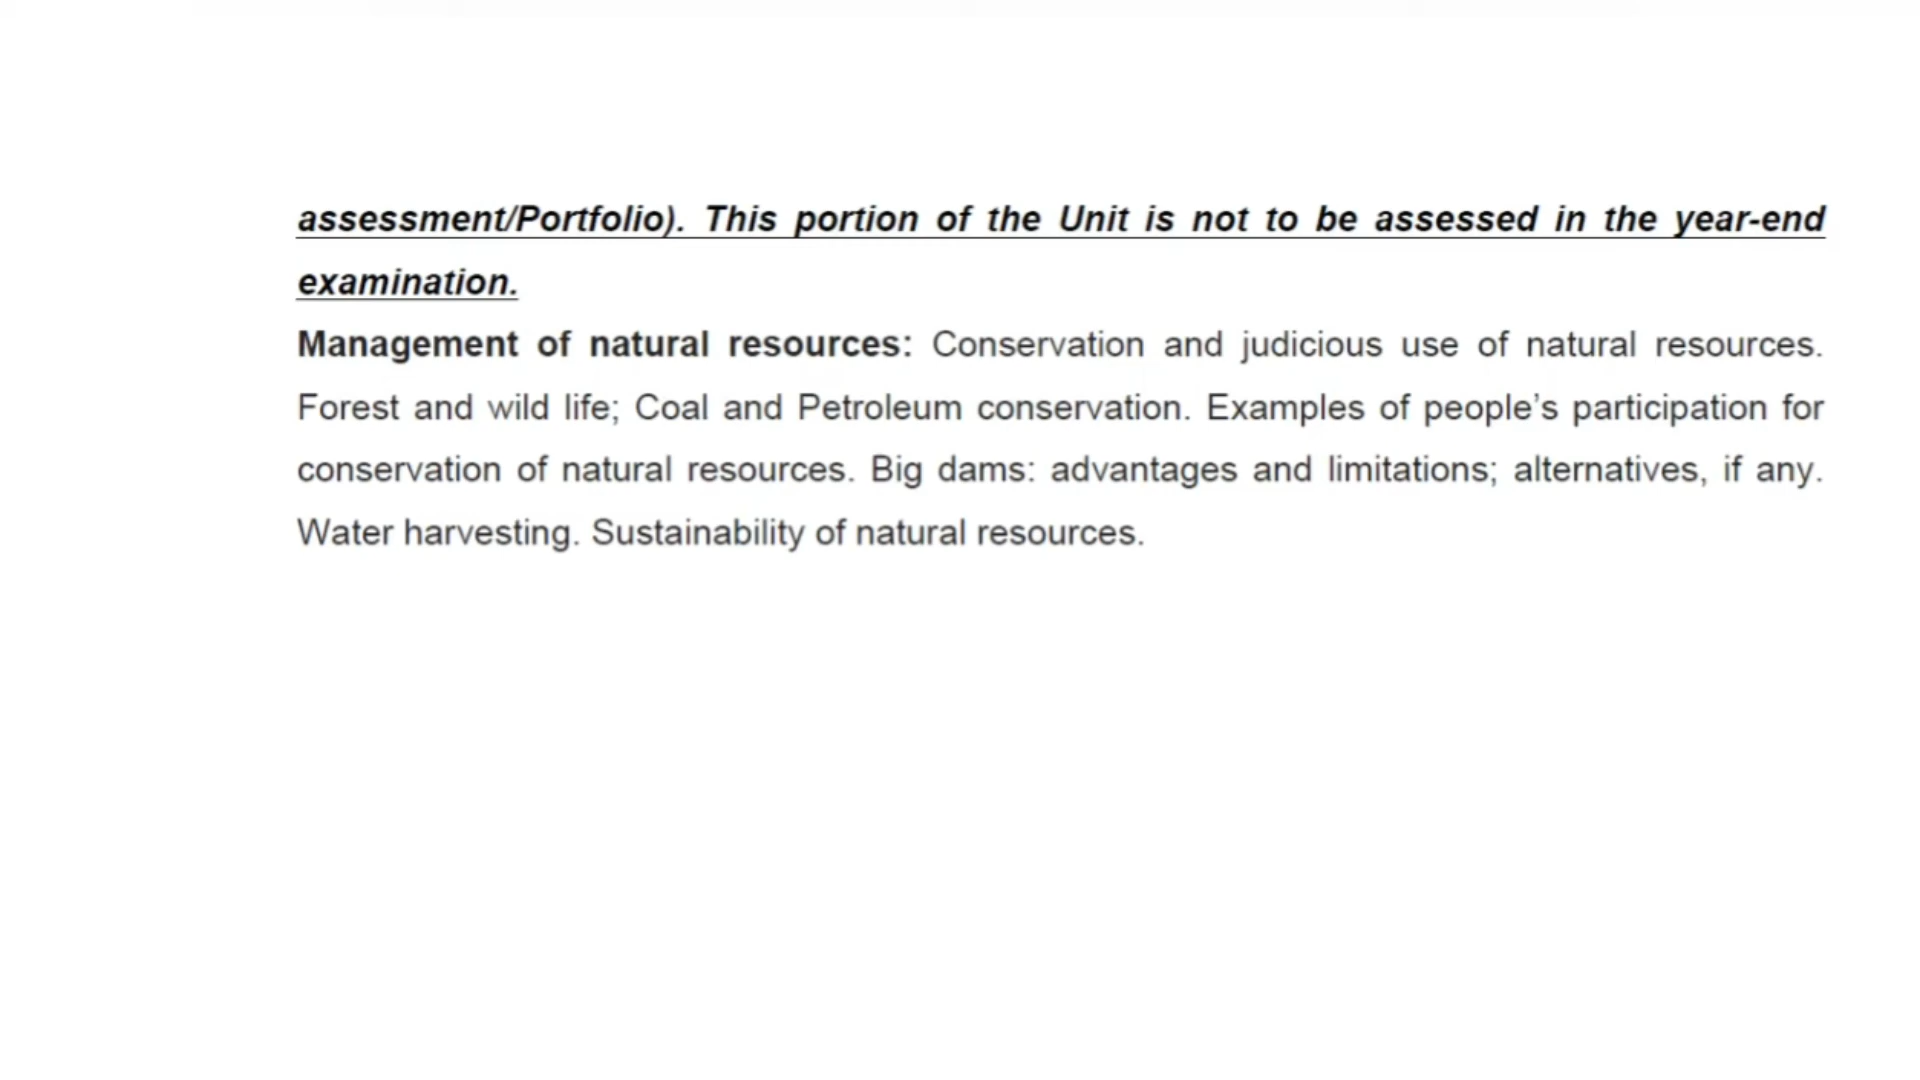 assessment/Portfolio). This portion of the Unit is not to be assessed in the year-end
examination.
Management of natural resources: Conservation and judicious use of natural resources.
Forest and wild life; Coal and Petroleum conservation. Examples of people’s participation for
conservation of natural resources. Big dams: advantages and limitations; alternatives, if any.
Water harvesting. Sustainability of natural resources.